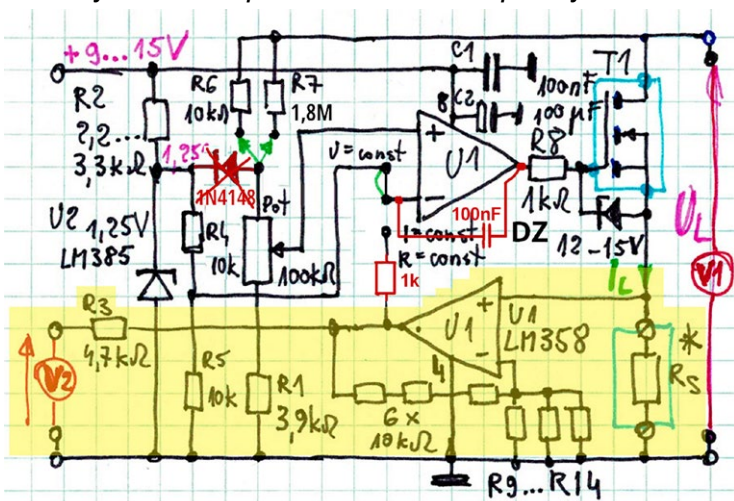 +9...15V
C1
T1
R6
R7
100nF
R2
10kΩ
1,8M
C2
8
100µF
2,2...
3,3kΩ
1,25V
U=const
+
U1
R8
1N4148
-
1kΩ
U2
1,25V
Pot
100nF
DZ
UL
LM385
R4
I=const
12-15V
10k
100kΩ
R=const
1k
IL
V1
R3
+
U1
*
4,7kΩ
U1
LM358
-
V2
R5
4
RS
10k
R1
6x
3,9kΩ
10kΩ
R9...R14